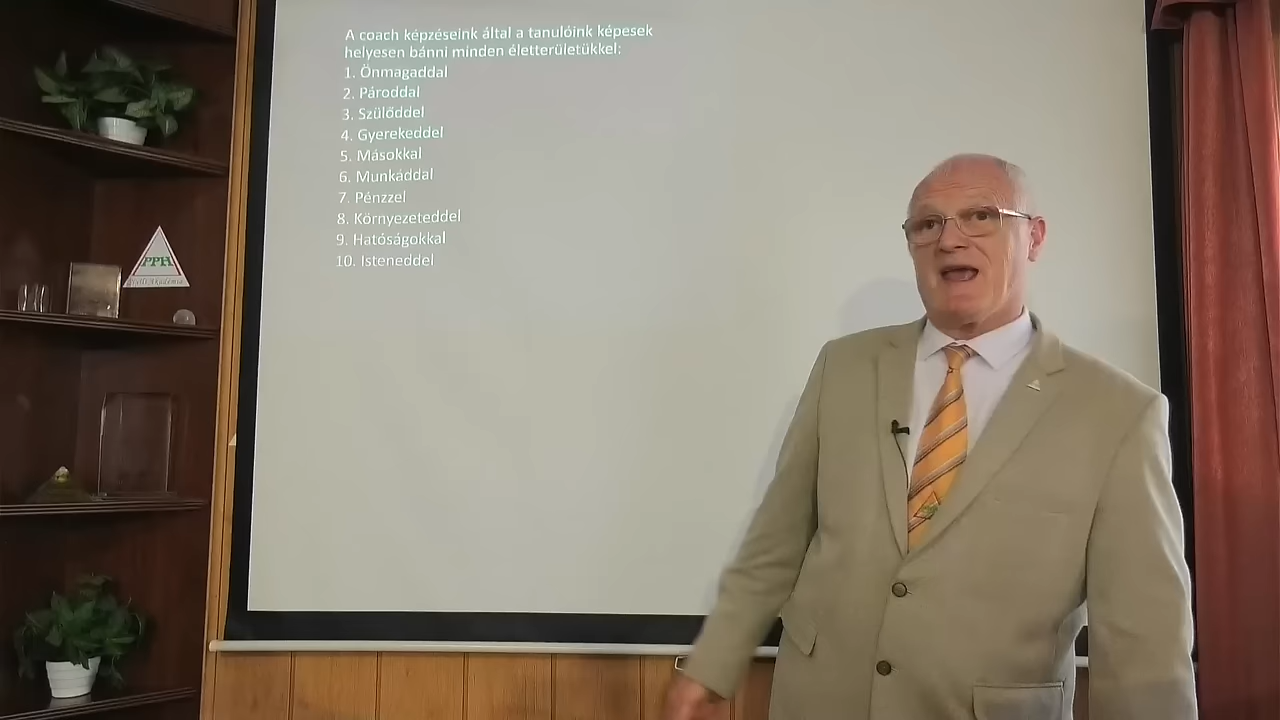 A coach képzéseink által a tanulóink képesek
helyesen bánni minden életterületükkel:
1. Önmagaddal
2. Pároddal
3. Szülőddel
4. Gyerekeddel
5. Másokkal
6. Munkáddal
7. Pénzzel
8. Környezeteddel
9. Hatóságokkal
10. Isteneddel
PPH